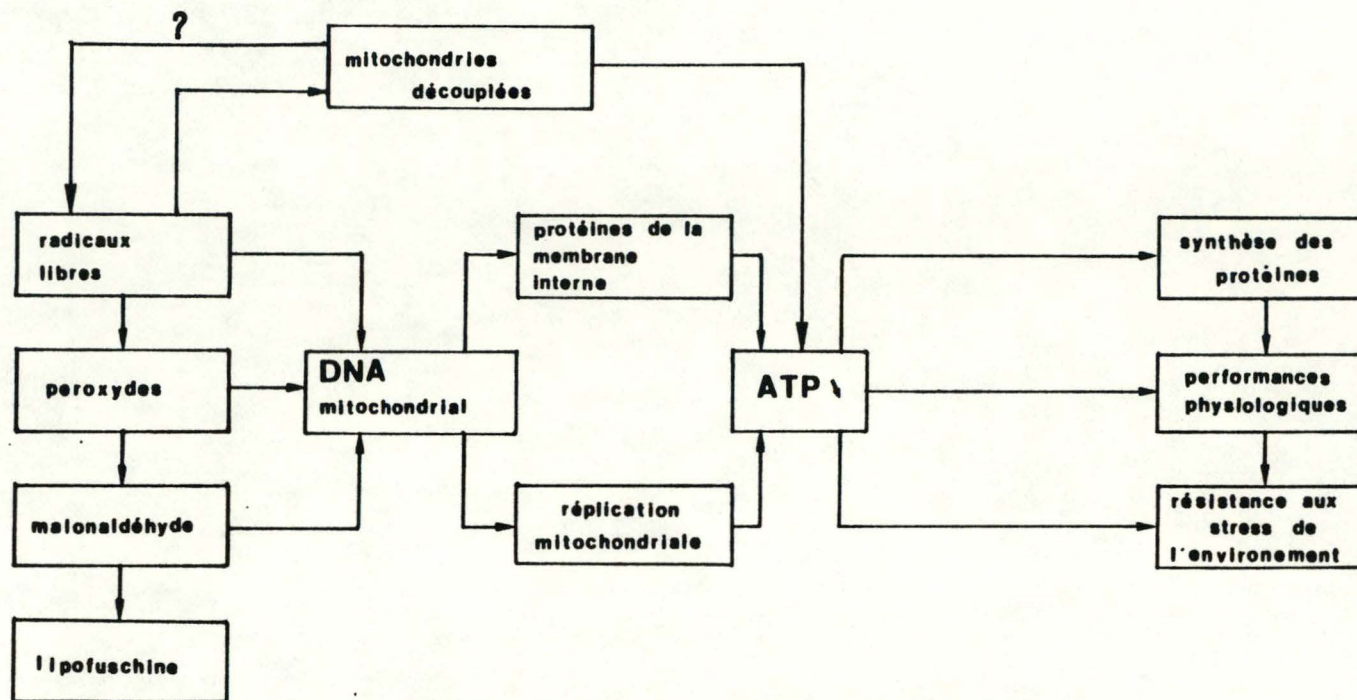 ?
mitochondries
découplées
radicaux
libres
protéines de la
membrane
interne
synthèse des
protéines
peroxydes
DNA
mitochondrial
ATP ↘
performances
physiologiques
malonaldéhyde
réplication
mitochondriale
résistance aux
stress de
l'environement
lipofuschine